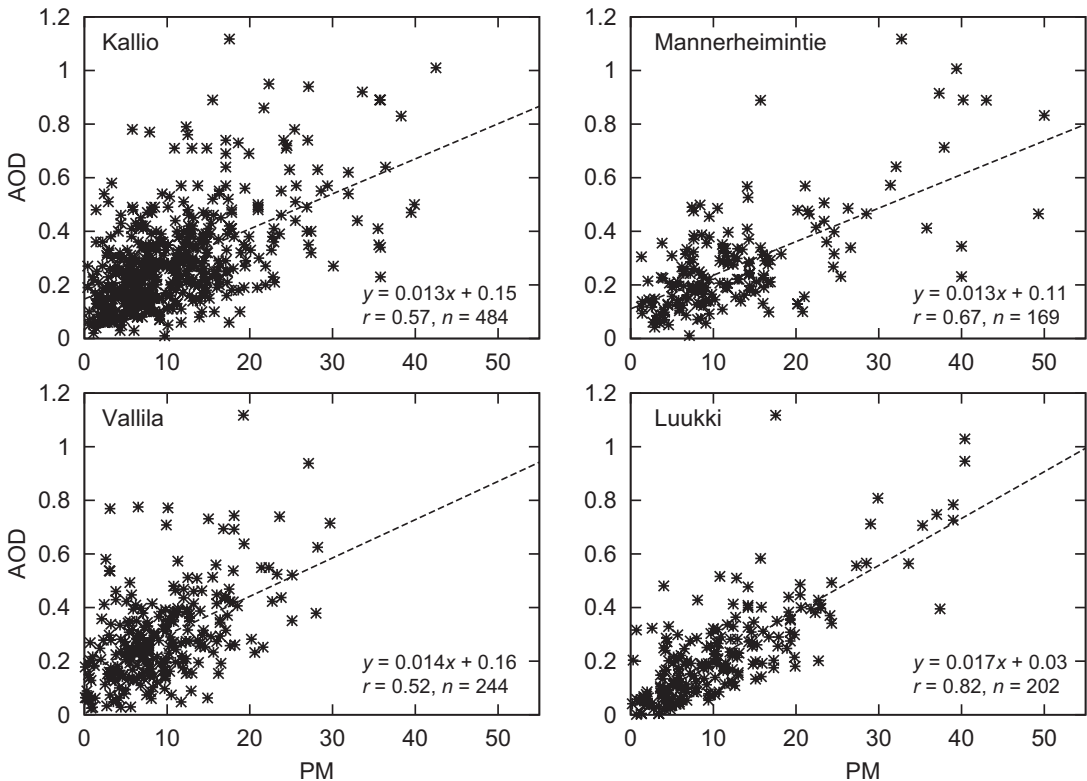 1.2
1
0.8
0.6
0.4
0.2
0
AOD
Kallio
y = 0.013x + 0.15
r = 0.57, n = 484
0 10 20 30 40 50
1.2
1
0.8
0.6
0.4
0.2
0
Mannerheimintie
y = 0.013x + 0.11
r = 0.67, n = 169
0 10 20 30 40 50
1.2
1
0.8
0.6
0.4
0.2
0
AOD
Vallila
y = 0.014x + 0.16
r = 0.52, n = 244
0 10 20 30 40 50
PM
1.2
1
0.8
0.6
0.4
0.2
0
Luukki
y = 0.017x + 0.03
r = 0.82, n = 202
0 10 20 30 40 50
PM